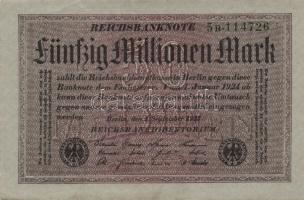 REICHSBANKNOTE 5B·114726
Fünfzig Millionen Mark
zahlt die Reichsbankhauptkasse in Berlin gegen diese
Banknote dem Einlieferer. Vom 1. Januar 1924 ab
kann diese Banknote aufgerufen und unter Umtausch
gegen andere gesetzliche Zahlungsmittel eingezogen
werden
Berlin, den 1. September 1923
REICHSBANKDIREKTORIUM